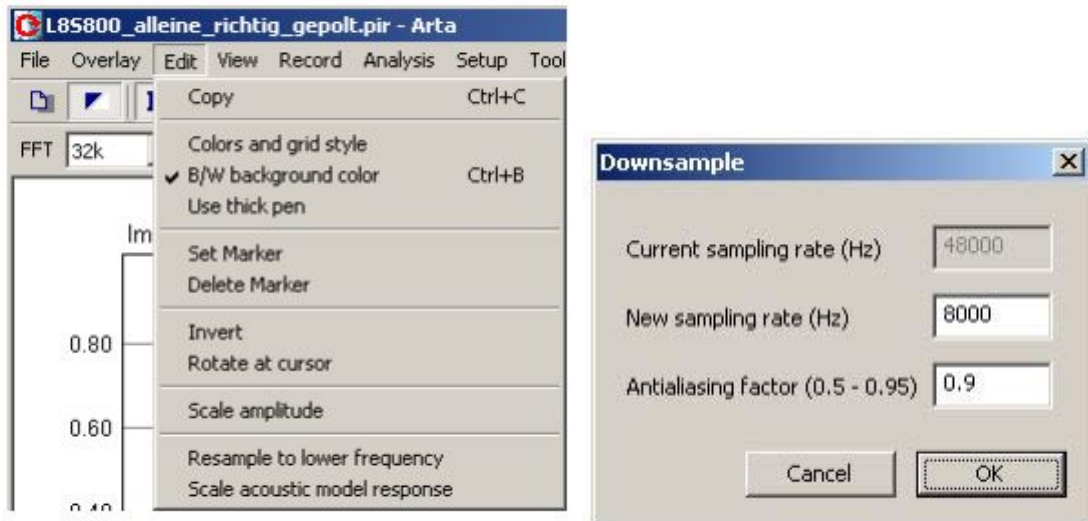 L8S800_alleine_richtig_gepolt.pir - Arta
File Overlay Edit View Record Analysis Setup Tool
Copy Ctrl+C
FFT 32k
Colors and grid style
B/W background color Ctrl+B
Use thick pen
Im
Set Marker
Delete Marker
Invert
0.80
Rotate at cursor
Scale amplitude
0.60
Resample to lower frequency
Scale acoustic model response
0.40
Downsample
Current sampling rate (Hz) 48000
New sampling rate (Hz) 8000
Antialiasing factor (0.5 - 0.95) 0.9
Cancel OK